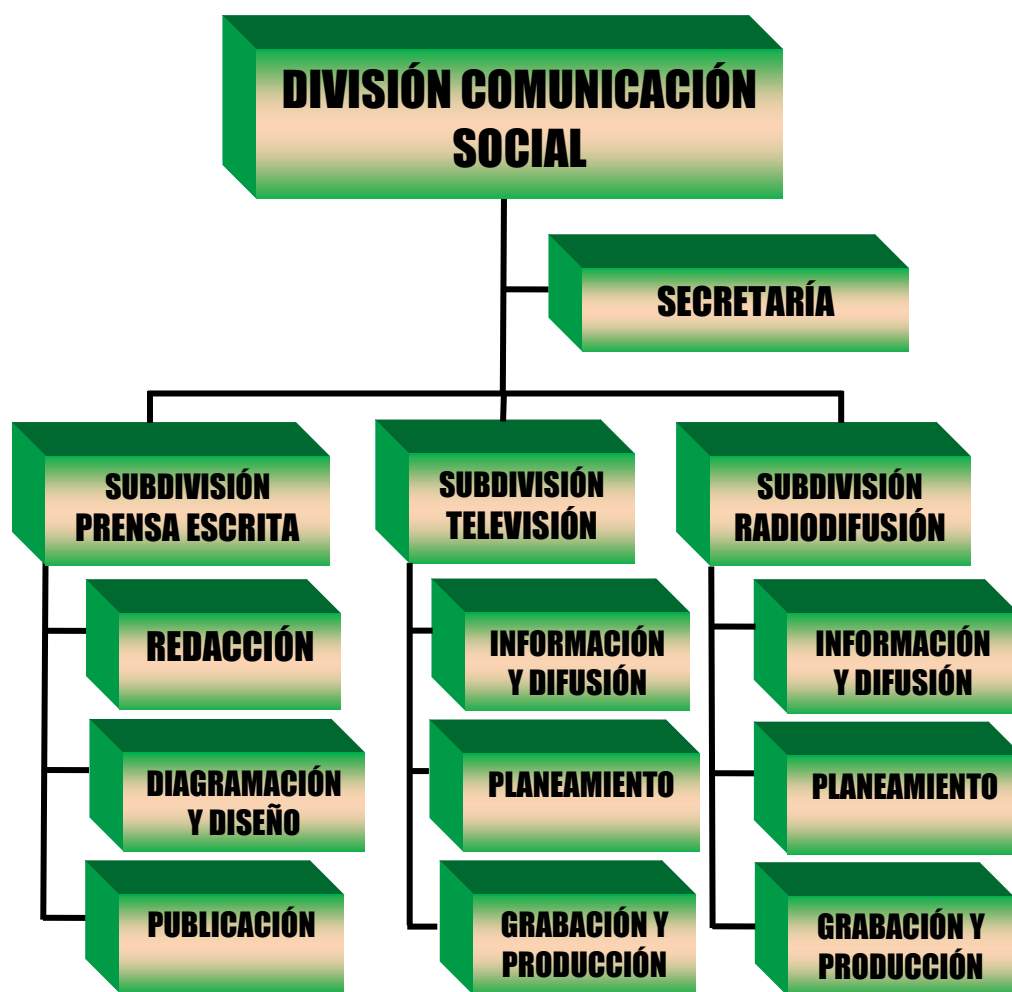 DIVISIÓN COMUNICACIÓN
SOCIAL
SECRETARÍA
SUBDIVISIÓN
PRENSA ESCRITA
REDACCIÓN
DIAGRAMACIÓN
Y DISEÑO
PUBLICACIÓN
SUBDIVISIÓN
TELEVISIÓN
INFORMACIÓN
Y DIFUSIÓN
PLANEAMIENTO
GRABACIÓN Y
PRODUCCIÓN
SUBDIVISIÓN
RADIODIFUSIÓN
INFORMACIÓN
Y DIFUSIÓN
PLANEAMIENTO
GRABACIÓN Y
PRODUCCIÓN